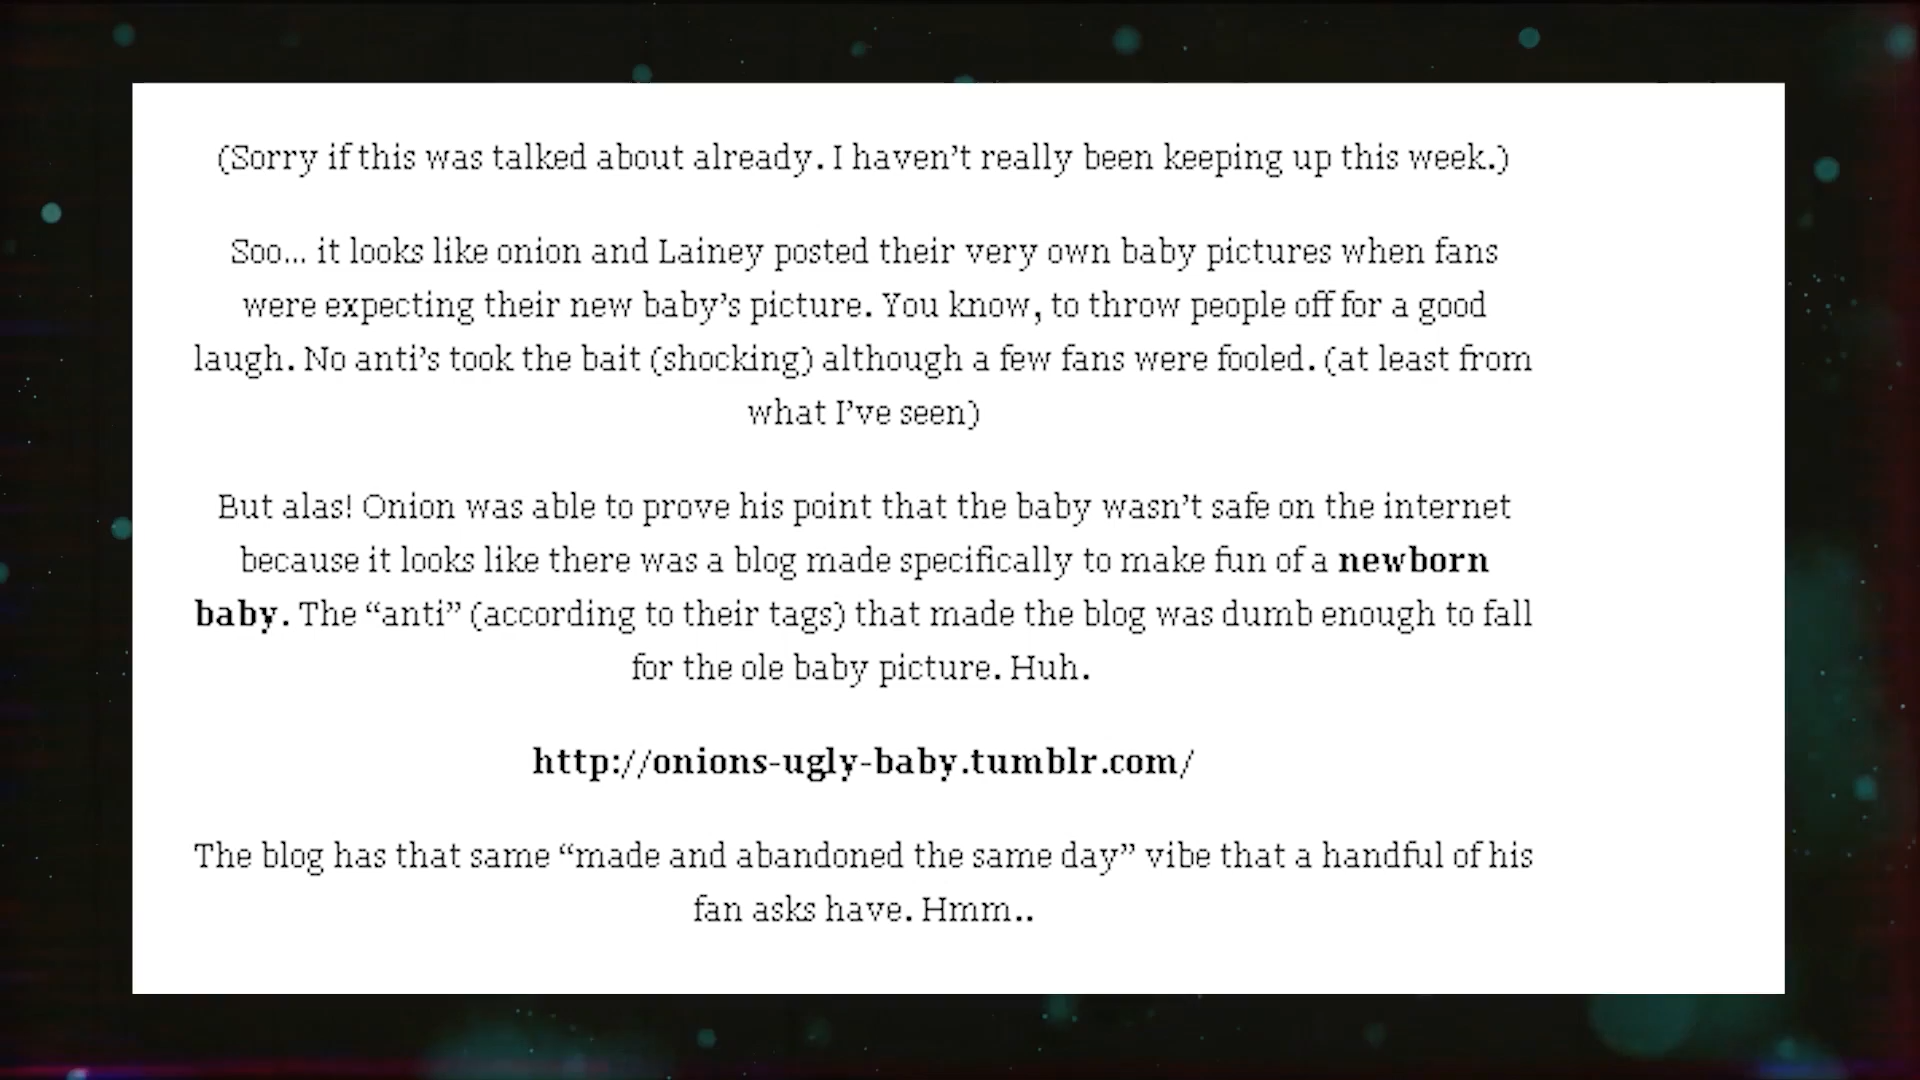 (Sorry if this was talked about already. I haven’t really been keeping up this week.)
Soo... it looks like onion and Lainey posted their very own baby pictures when fans
were expecting their new baby’s picture. You know, to throw people off for a good
laugh. No anti’s took the bait (shocking) although a few fans were fooled. (at least from
what I’ve seen)
But alas! Onion was able to prove his point that the baby wasn’t safe on the internet
because it looks like there was a blog made specifically to make fun of a newborn
baby. The “anti” (according to their tags) that made the blog was dumb enough to fall
for the ole baby picture. Huh.
http://onions-ugly-baby.tumblr.com/
The blog has that same “made and abandoned the same day” vibe that a handful of his
fan asks have. Hmm..